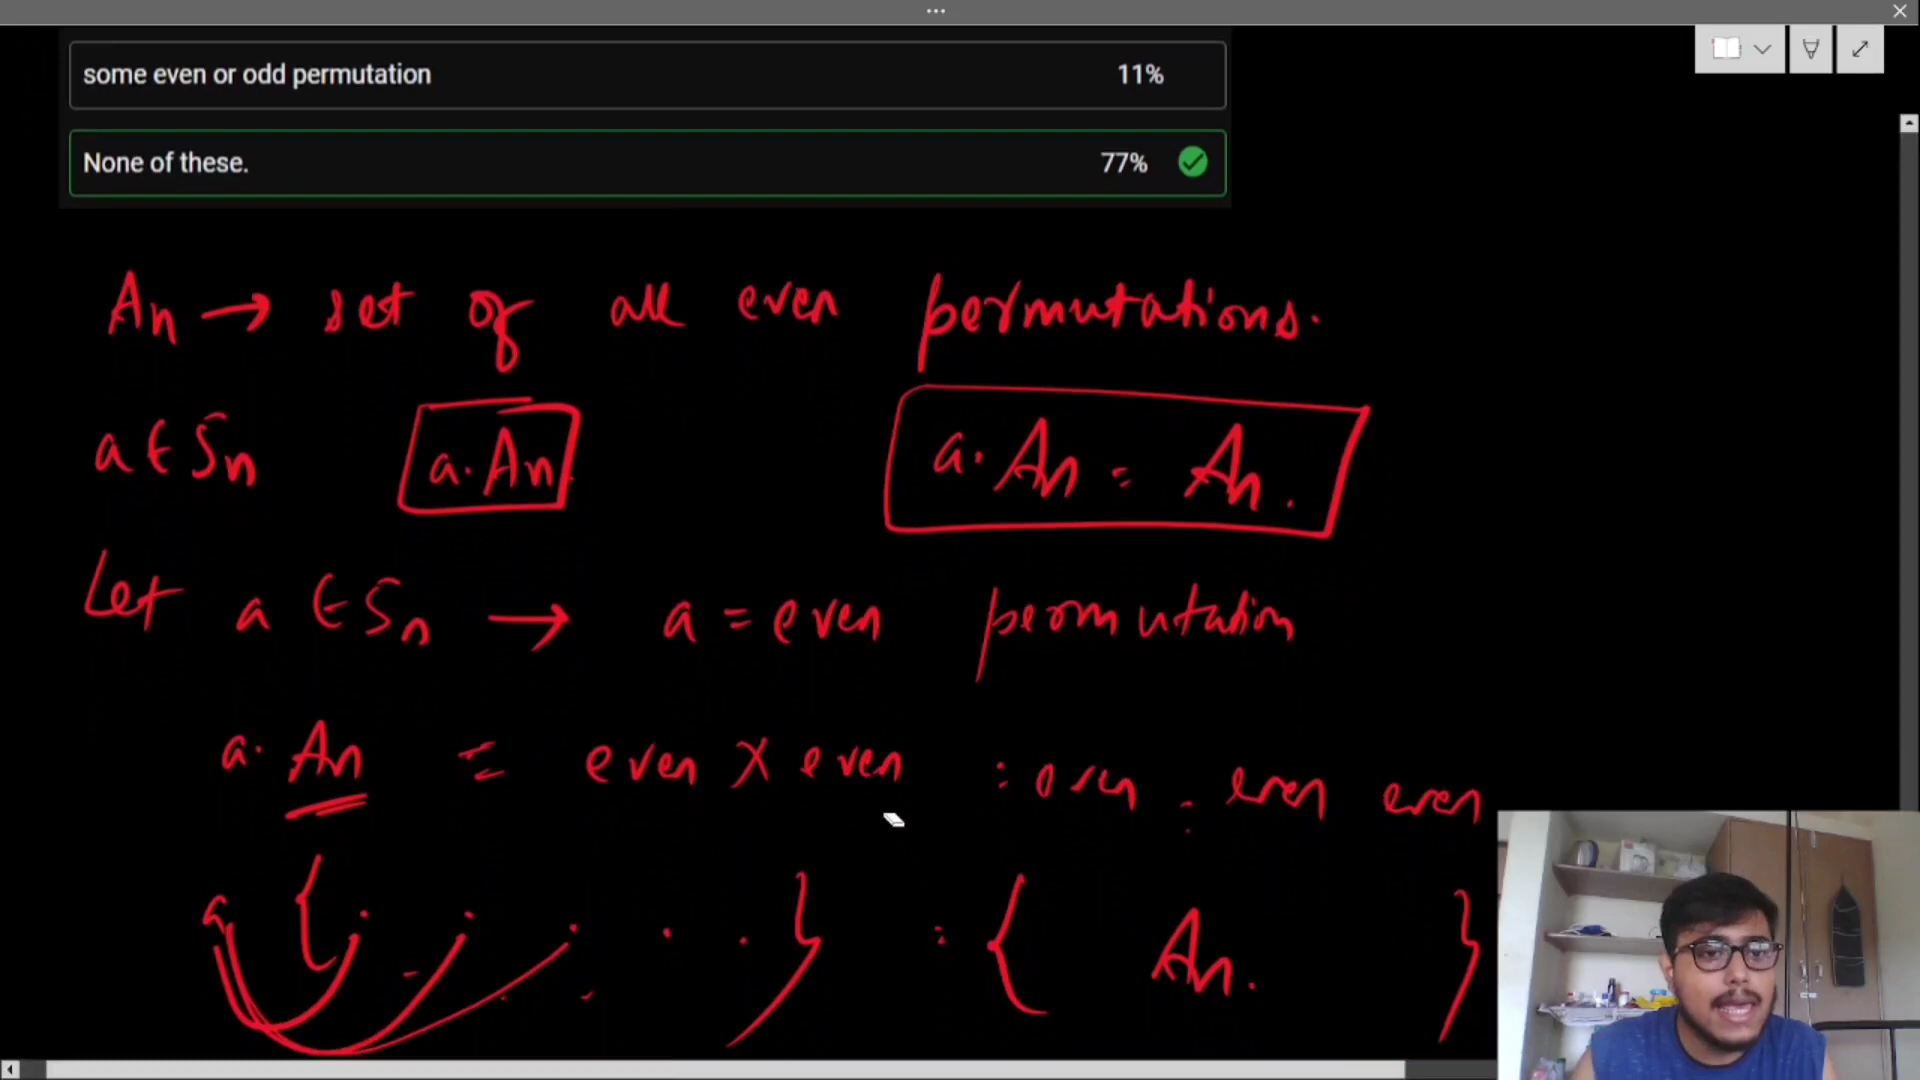 some even or odd permutation 11%
None of these. 77%
An → set of all even permutations.
a ∈ Sn a. An a. An = An.
Let a ∈ Sn → a = even permutation
a. An = even X even : even . even even
a { . . . . . } : { An. }